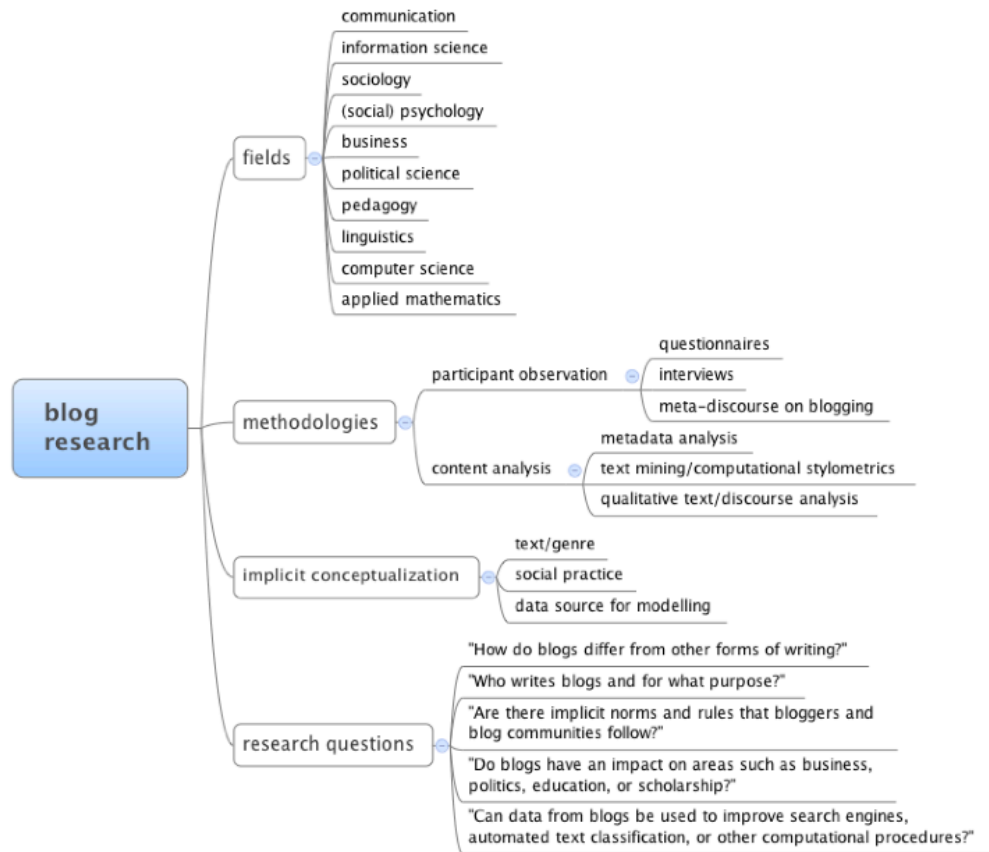 blog
research
fields
communication
information science
sociology
(social) psychology
business
political science
pedagogy
linguistics
computer science
applied mathematics
methodologies
participant observation
questionnaires
interviews
meta-discourse on blogging
content analysis
metadata analysis
text mining/computational stylometrics
qualitative text/discourse analysis
implicit conceptualization
text/genre
social practice
data source for modelling
research questions
"How do blogs differ from other forms of writing?"
"Who writes blogs and for what purpose?"
"Are there implicit norms and rules that bloggers and
blog communities follow?"
"Do blogs have an impact on areas such as business,
politics, education, or scholarship?"
"Can data from blogs be used to improve search engines,
automated text classification, or other computational procedures?"